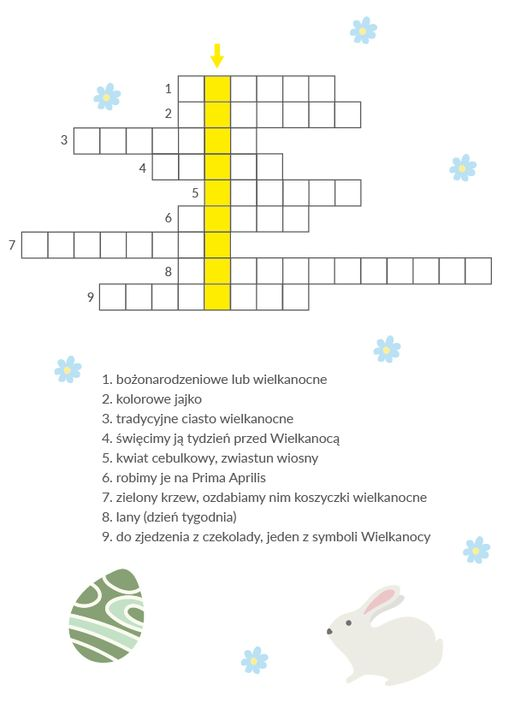 1
2
3
4
5
6
7
8
9
1. bożonarodzeniowe lub wielkanocne
2. kolorowe jajko
3. tradycyjne ciasto wielkanocne
4. święcimy ją tydzień przed Wielkanocą
5. kwiat cebulkowy, zwiastun wiosny
6. robimy je na Prima Aprilis
7. zielony krzew, ozdabiamy nim koszyczki wielkanocne
8. lany (dzień tygodnia)
9. do zjedzenia z czekolady, jeden z symboli Wielkanocy